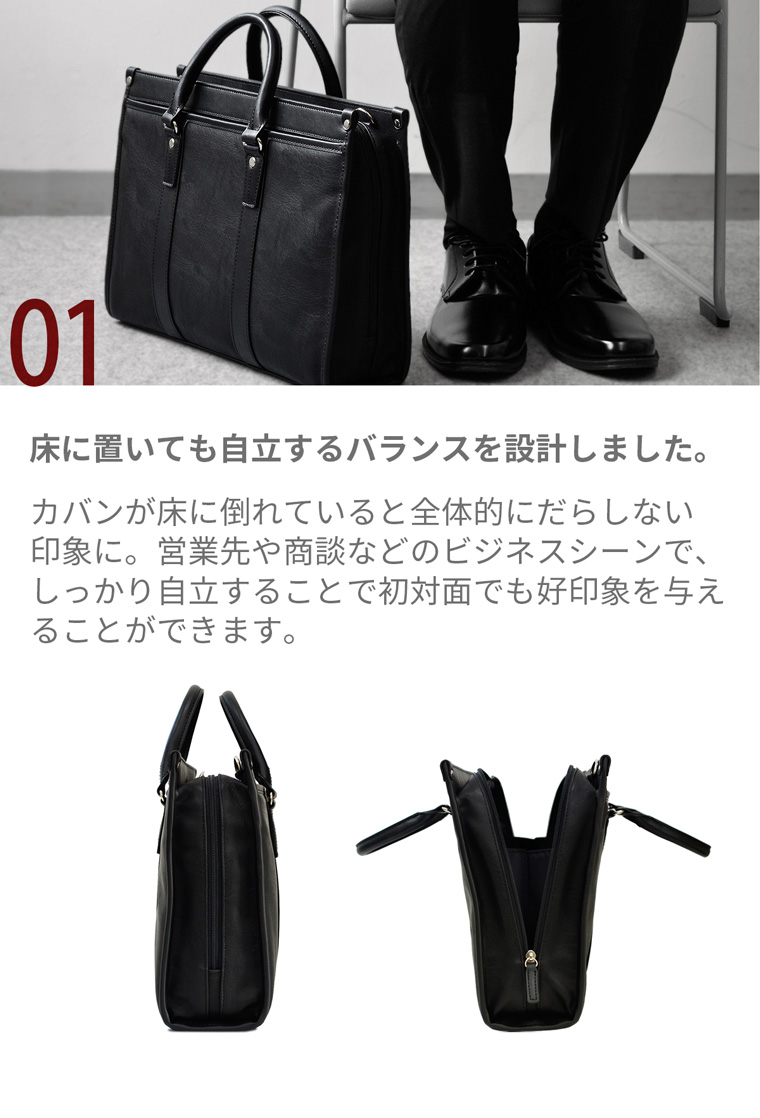 01
床に置いても自立するバランスを設計しました。
カバンが床に倒れていると全体的にだらしない
印象に。営業先や商談などのビジネスシーンで、
しっかり自立することで初対面でも好印象を与え
ることができます。